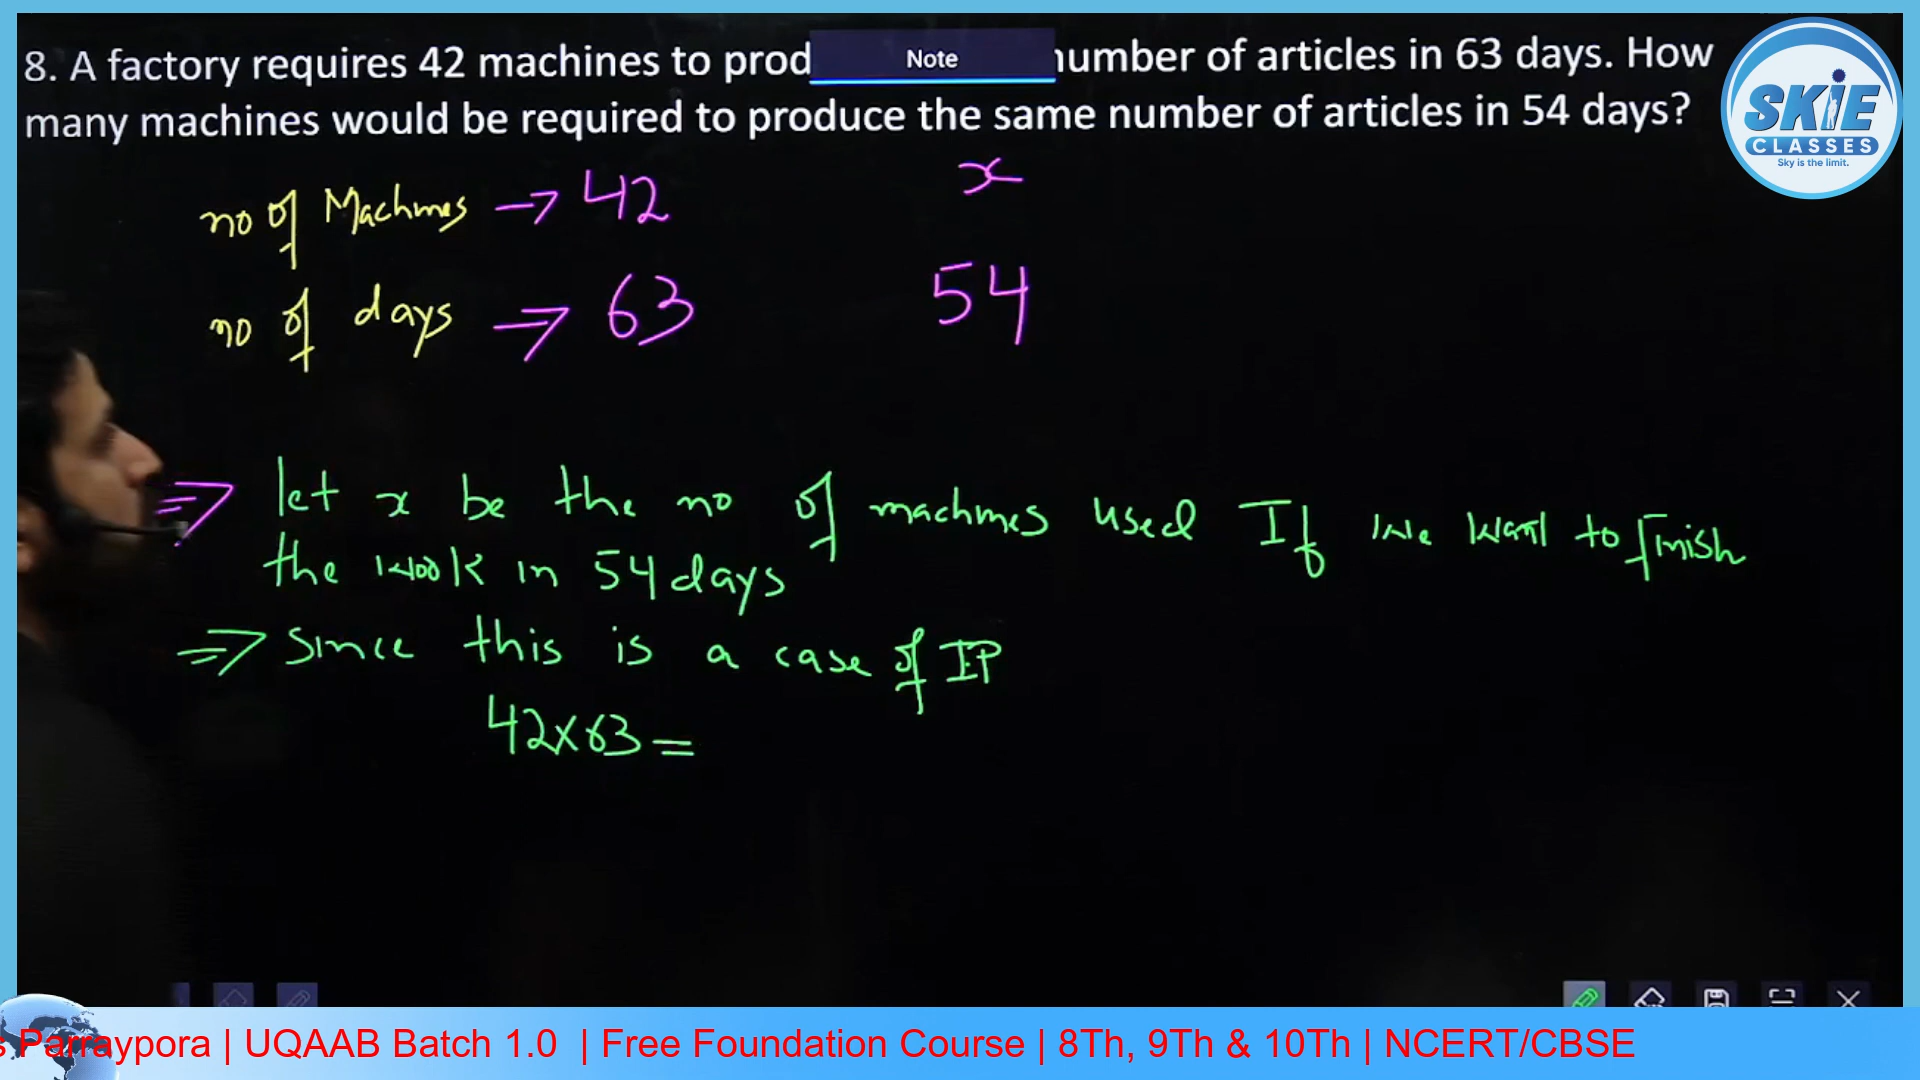 8. A factory requires 42 machines to prod
Note
number of articles in 63 days. How
many machines would be required to produce the same number of articles in 54 days?
SKIE
CLASSES
Sky is the limit.
no of Machines → 42 x
no of days ⇒ 63 54
⇒ let x be the no of machines used If we want to finish
the work in 54 days
⇒ Since this is a case of IP
42x63=
Parraypora | UQAAB Batch 1.0 | Free Foundation Course | 8Th, 9Th & 10Th | NCERT/CBSE